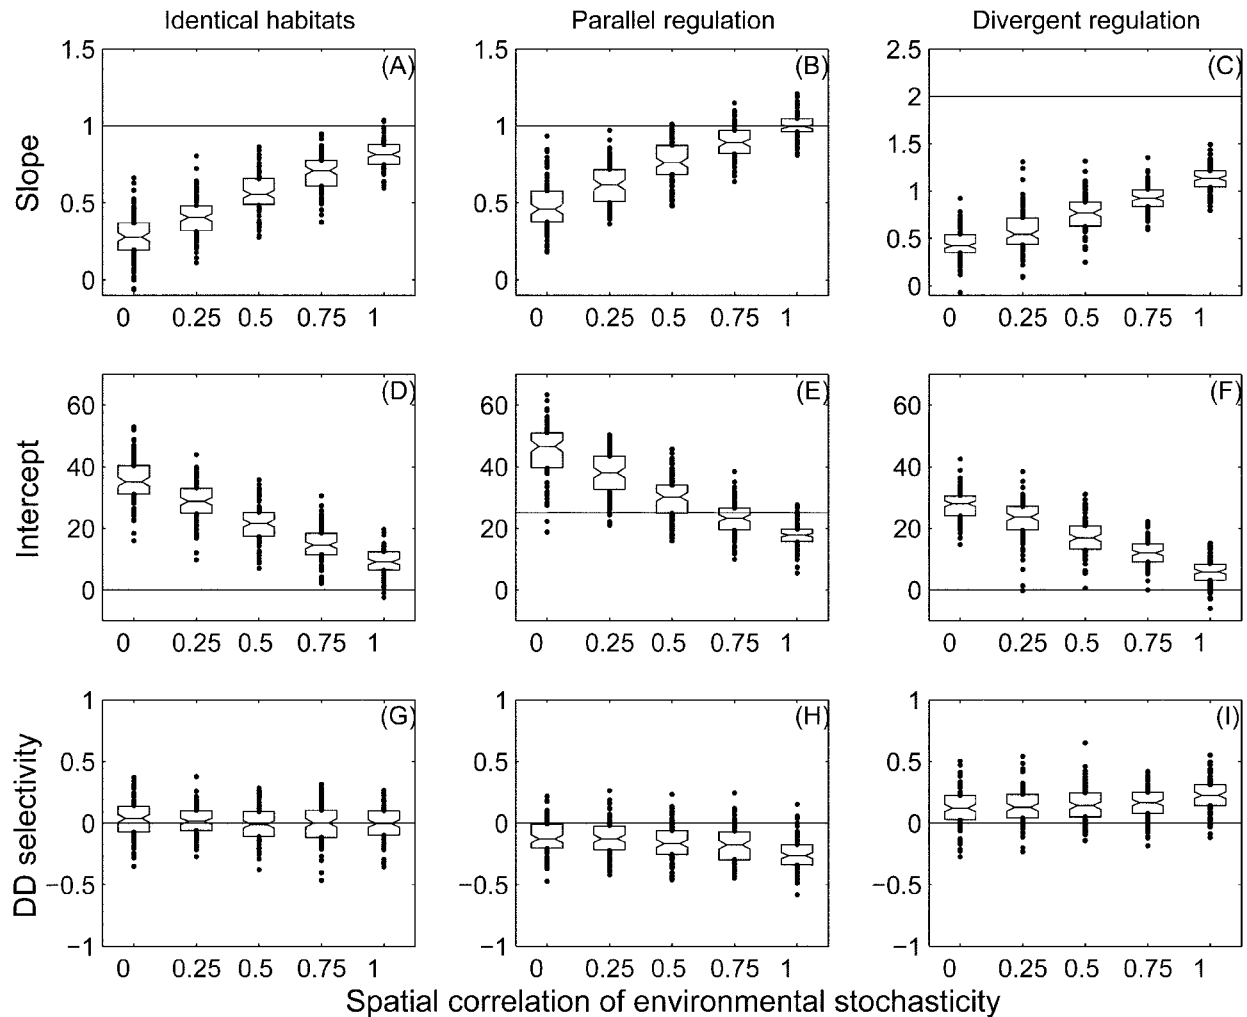 Identical habitats
Parallel regulation
Divergent regulation
Slope
1.5
1
0.5
0
(A)
0 0.25 0.5 0.75 1
1.5
1
0.5
0
(B)
0 0.25 0.5 0.75 1
2.5
2
1.5
1
0.5
0
(C)
0 0.25 0.5 0.75 1
Intercept
60
40
20
0
(D)
0 0.25 0.5 0.75 1
60
40
20
0
(E)
0 0.25 0.5 0.75 1
60
40
20
0
(F)
0 0.25 0.5 0.75 1
DD selectivity
1
0.5
0
−0.5
−1
(G)
0 0.25 0.5 0.75 1
1
0.5
0
−0.5
−1
(H)
0 0.25 0.5 0.75 1
1
0.5
0
−0.5
−1
(I)
0 0.25 0.5 0.75 1
Spatial correlation of environmental stochasticity